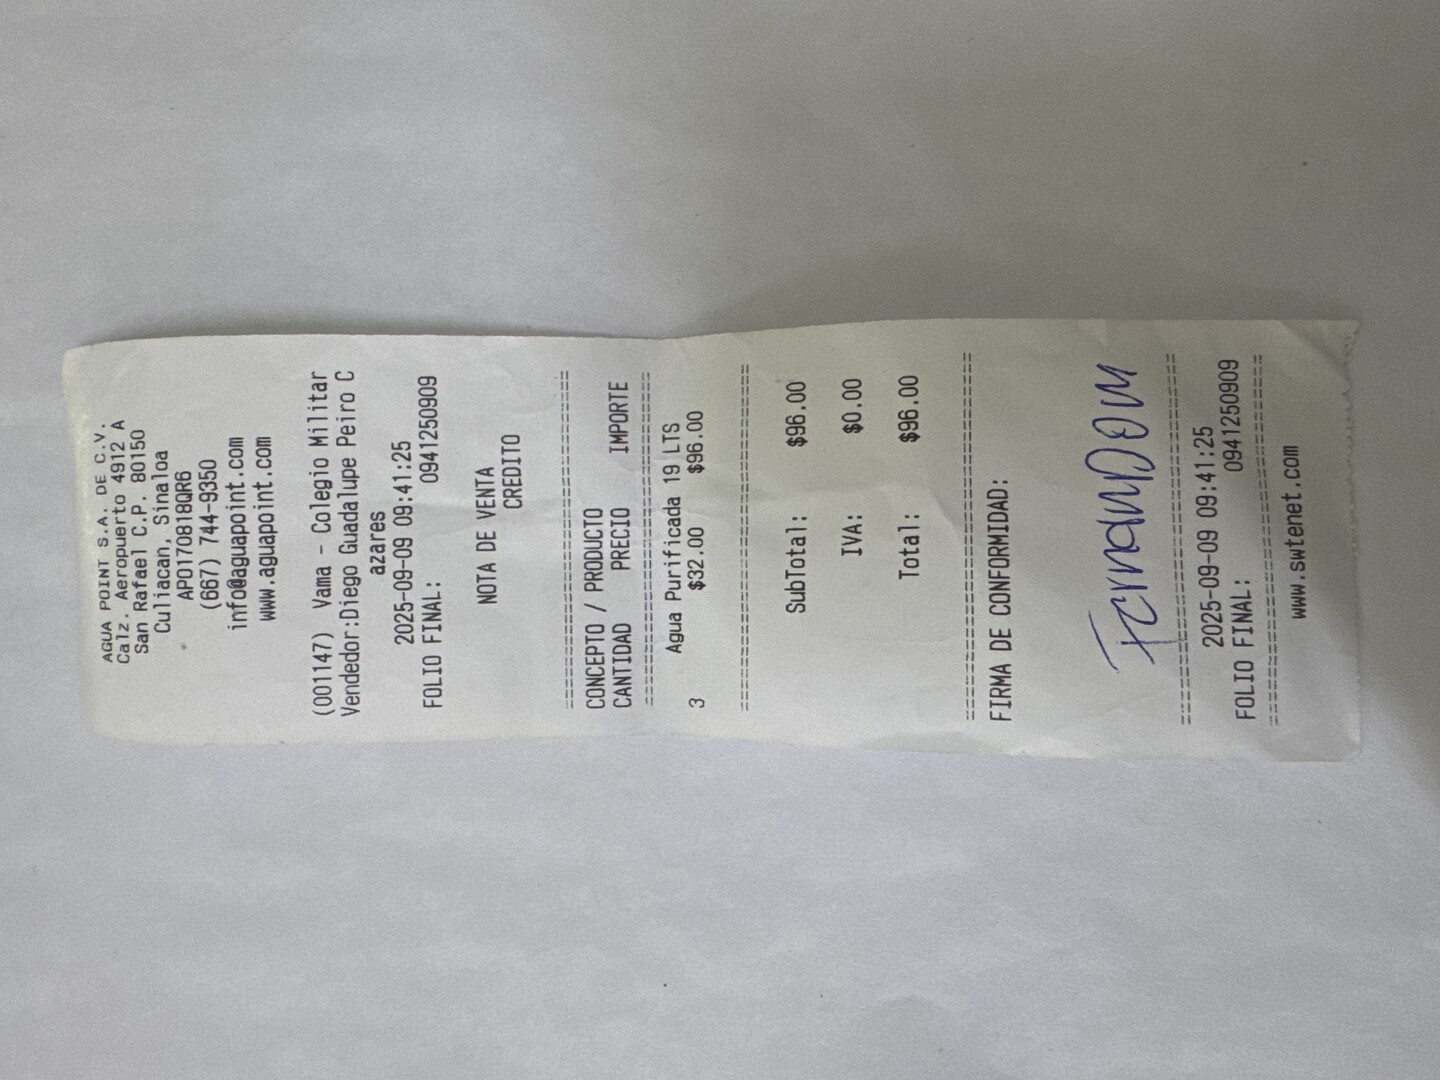 AGUA POINT S.A. DE C.V.
Calz. Aeropuerto 4912 A
San Rafael C.P. 80150
Culiacan, Sinaloa
APO170818QR6
(667) 744-9350
info@aguapoint.com
www.aguapoint.com
(001147) Vama - Colegio Militar
Vendedor:Diego Guadalupe Peiro C
azares
2025-09-09 09:41:25
FOLIO FINAL: 0941250909
NOTA DE VENTA
CREDITO
================================
CONCEPTO / PRODUCTO
CANTIDAD PRECIO IMPORTE
================================
Agua Purificada 19 LTS
3 $32.00 $96.00
================================
SubTotal: $96.00
IVA: $0.00
Total: $96.00
================================
FIRMA DE CONFORMIDAD:
FernanDOM
================================
2025-09-09 09:41:25
FOLIO FINAL: 0941250909
================================
www.swtenet.com